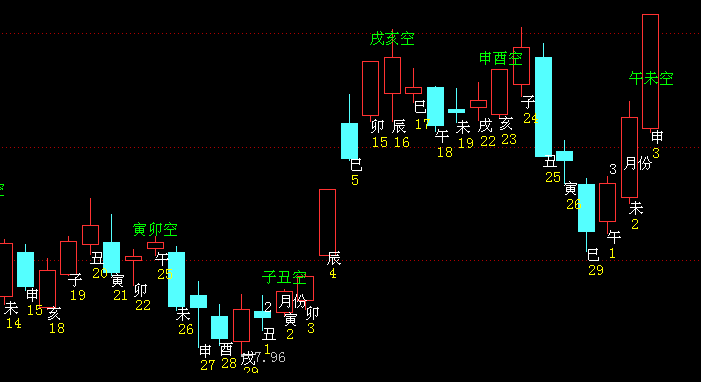 空
未
14
申
15
亥
18
子
19
丑
20
寅
21
卯
22
寅卯空
午
25
未
26
申
27
酉
28
戌
29
7.96
丑
1
2
月份
子丑空
寅
2
卯
3
辰
4
巳
5
卯
15
戌亥空
辰
16
巳
17
午
18
未
19
戌
22
申酉空
亥
23
子
24
丑
25
寅
26
巳
29
午
1
3
月份
未
2
午未空
申
3